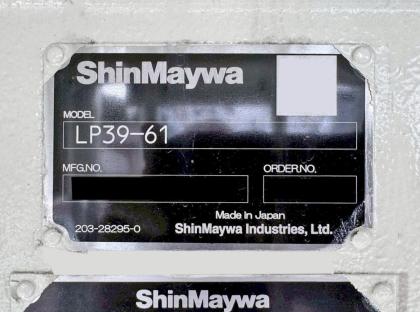 ShinMaywa
MODEL
LP39-61
MFG.NO.
ORDER NO.
Made in Japan
203-28295-0
ShinMaywa Industries, Ltd.
ShinMaywa